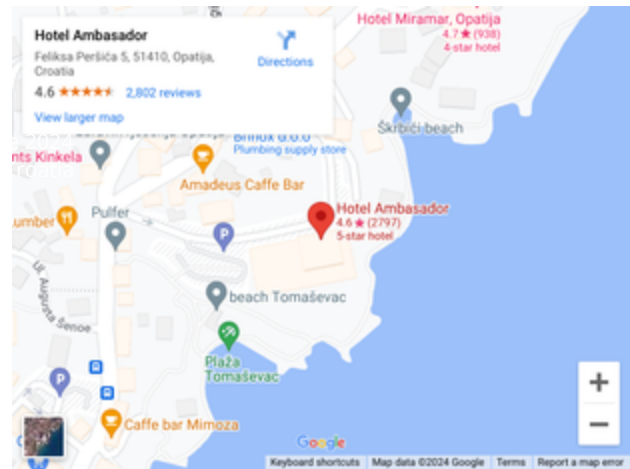 Hotel Ambasador
Feliksa Peršića 5, 51410, Opatija,
Croatia
4.6
2,802 reviews
View larger map
Directions
Hotel Miramar, Opatija
4.7 (938)
4-star hotel
Škrbići beach
Plumbing supply store
nts Kinkela
Amadeus Caffe Bar
Hotel Ambasador
4.6 (2797)
5-star hotel
umber
Pulfer
P
beach Tomaševac
Ul. Augusta Šenoe
Plaža
Tomaševac
P
Caffe bar Mimoza
+
−
Google
Keyboard shortcuts
Map data ©2024 Google
Terms
Report a map error